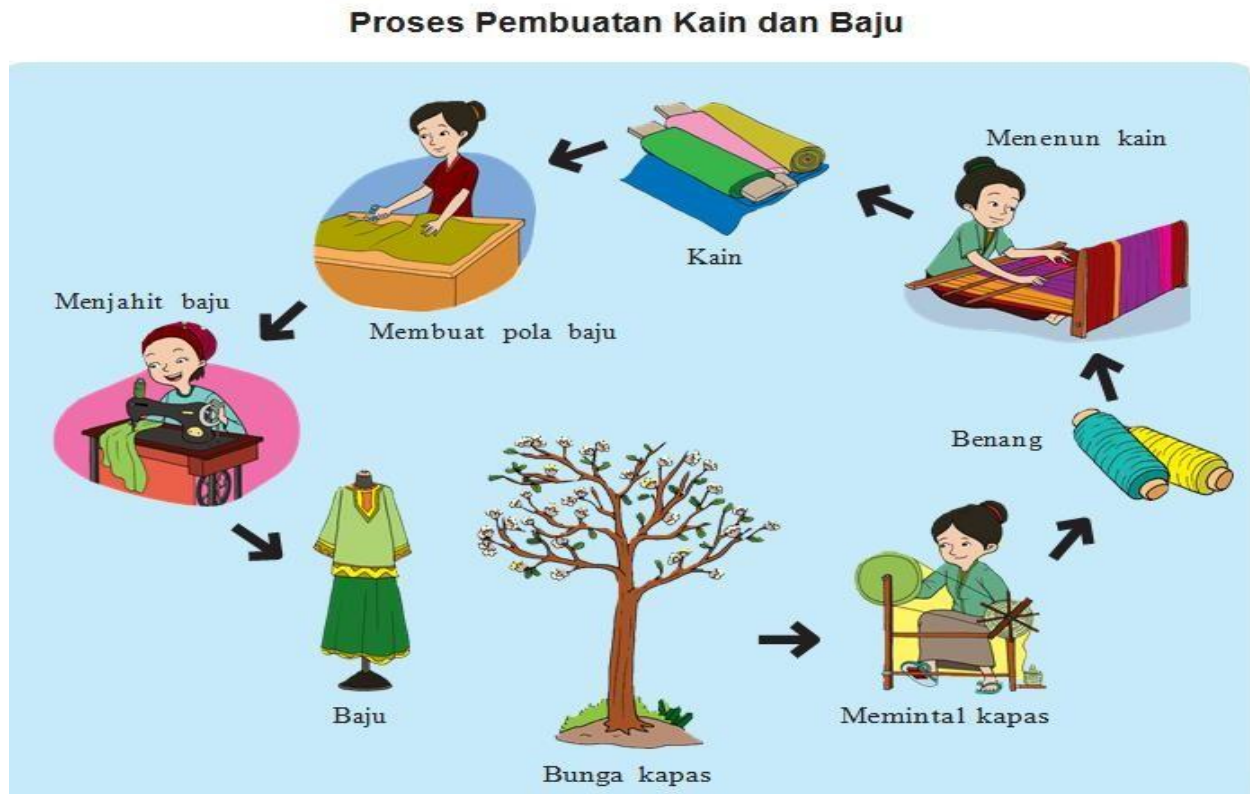 Proses Pembuatan Kain dan Baju
Menenun kain
Kain
Menjahit baju
Membuat pola baju
Benang
Baju
Memintal kapas
Bunga kapas